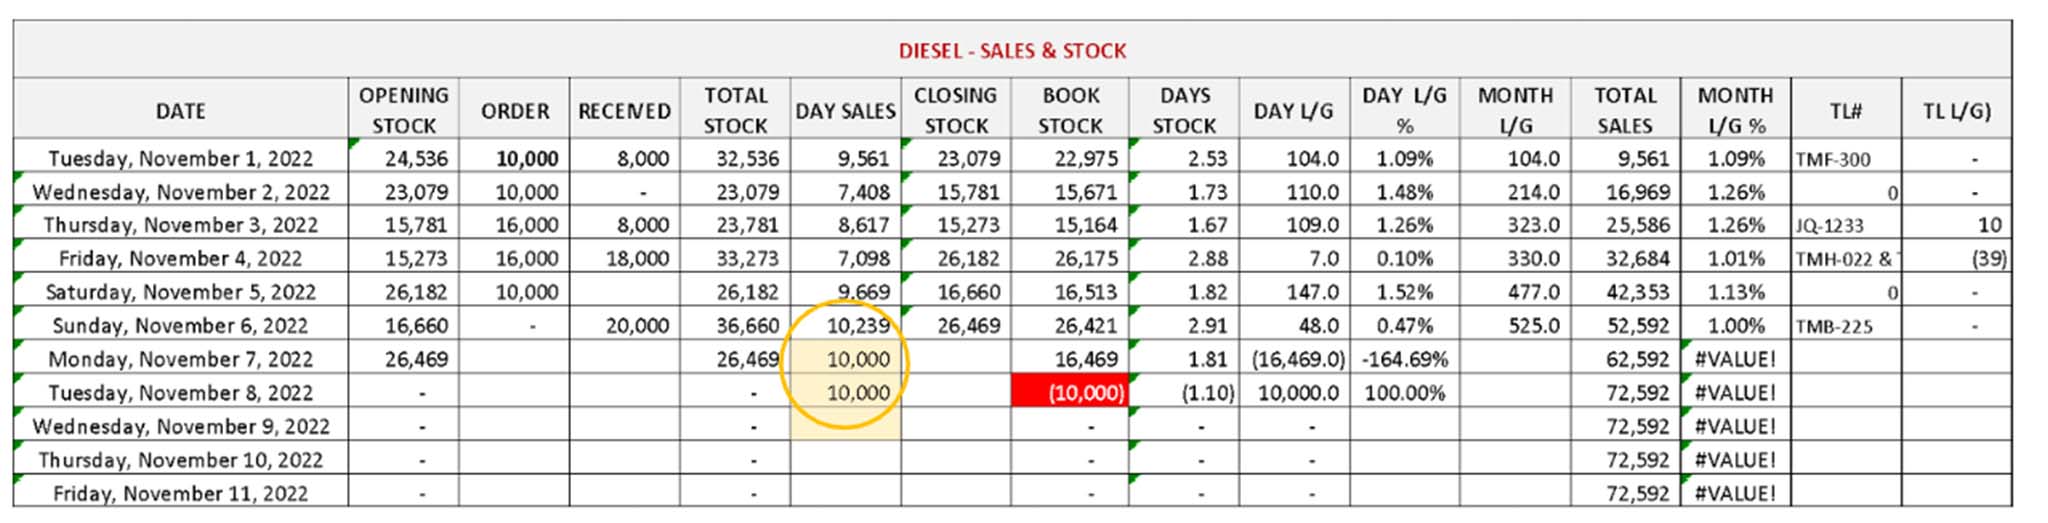 DIESEL - SALES & STOCK
DATE OPENING STOCK ORDER RECEIVED TOTAL STOCK DAY SALES CLOSING STOCK BOOK STOCK DAYS STOCK DAY L/G DAY L/G % MONTH L/G TOTAL SALES MONTH L/G % TL# TL L/G)
Tuesday, November 1, 2022 24,536 10,000 8,000 32,536 9,561 23,079 22,975 2.53 104.0 1.09% 104.0 9,561 1.09% TMF-300 -
Wednesday, November 2, 2022 23,079 10,000 - 23,079 7,408 15,781 15,671 1.73 110.0 1.48% 214.0 16,969 1.26% 0 -
Thursday, November 3, 2022 15,781 16,000 8,000 23,781 8,617 15,273 15,164 1.67 109.0 1.26% 323.0 25,586 1.26% JQ-1233 10
Friday, November 4, 2022 15,273 16,000 18,000 33,273 7,098 26,182 26,175 2.88 7.0 0.10% 330.0 32,684 1.01% TMH-022 & (39)
Saturday, November 5, 2022 26,182 10,000 26,182 9,669 16,660 16,513 1.82 147.0 1.52% 477.0 42,353 1.13% 0 -
Sunday, November 6, 2022 16,660 - 20,000 36,660 10,239 26,469 26,421 2.91 48.0 0.47% 525.0 52,592 1.00% TMB-225 -
Monday, November 7, 2022 26,469 26,469 10,000 16,469 1.81 (16,469.0) -164.69% 62,592 #VALUE!
Tuesday, November 8, 2022 - - 10,000 (10,000) (1.10) 10,000.0 100.00% 72,592 #VALUE!
Wednesday, November 9, 2022 - - - - - 72,592 #VALUE!
Thursday, November 10, 2022 - - - - - 72,592 #VALUE!
Friday, November 11, 2022 - - - - - 72,592 #VALUE!